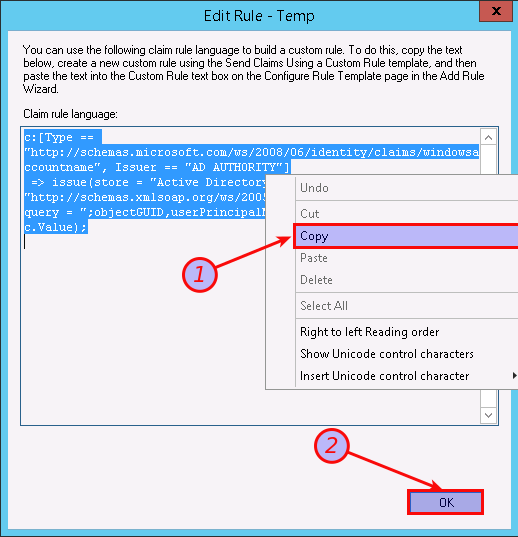 Edit Rule - Temp
x
You can use the following claim rule language to build a custom rule. To do this, copy the text
below, create a new custom rule using the Send Claims Using a Custom Rule template, and then
paste the text into the Custom Rule text box on the Configure Rule Template page in the Add Rule
Wizard.
Claim rule language:
c:[Type ==
"http://schemas.microsoft.com/ws/2008/06/identity/claims/windowsa
ccountname", Issuer == "AD AUTHORITY"]
=> issue(store = "Active Directory
"http://schemas.xmlsoap.org/ws/200
query = ";objectGUID,userPrincipal
c.Value);
Undo
Cut
Copy
Paste
Delete
Select All
Right to left Reading order
Show Unicode control characters
Insert Unicode control character
1
2
OK